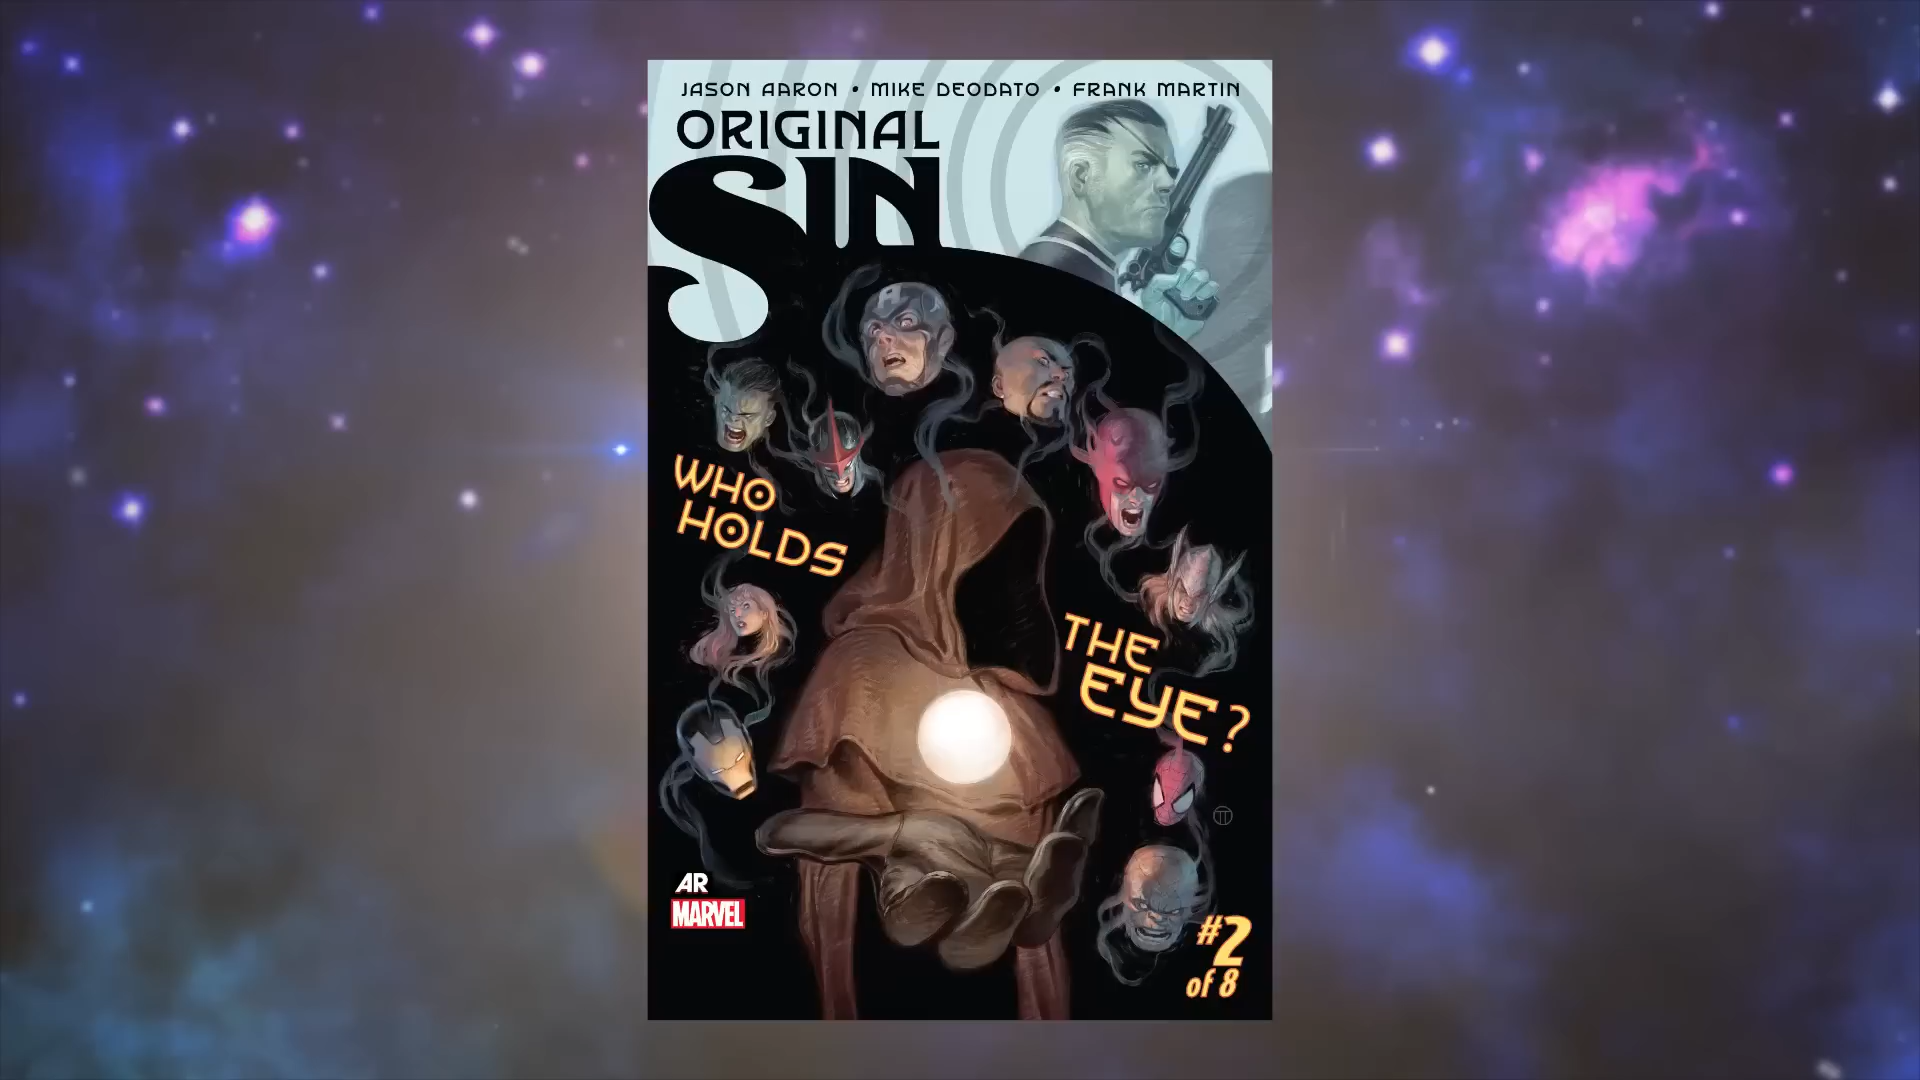 JASON AARON • MIKE DEODATO • FRANK MARTIN
ORIGINAL
SIN
WHO
HOLDS
THE
EYE?
AR
MARVEL
#2
of 8